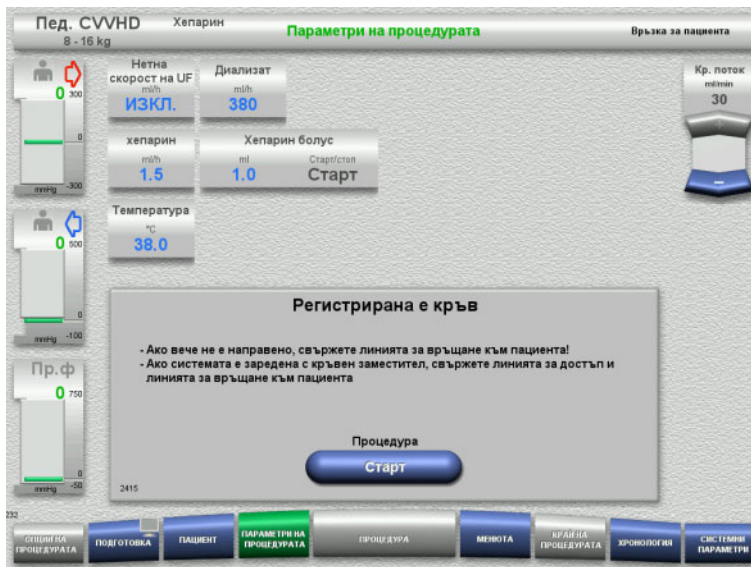 Пед. CVVHD
8 - 16 kg
Хепарин
Параметри на процедурата
Връзка за пациента
0
300
0
mmHg
-300
Нетна
скорост на UF
ml/h
ИЗКЛ.
Диализат
ml/h
380
Кр. поток
ml/min
30
хепарин
ml/h
1.5
Хепарин болус
ml
1.0
Старт/стоп
Старт
Температура
°C
38.0
0
500
0
mmHg
-100
Пр.ф
0
750
0
mmHg
-50
Регистрирана е кръв
- Ако вече не е направено, свържете линията за връщане към пациента!
- Ако системата е заредена с кръвен заместител, свържете линията за достъп и
линията за връщане към пациента
Процедура
Старт
2415
232
ОПЦИИ НА
ПРОЦЕДУРАТА
ПОДГОТОВКА
ПАЦИЕНТ
ПАРАМЕТРИ НА
ПРОЦЕДУРАТА
ПРОЦЕДУРА
МЕНЮТА
КРАЙ НА
ПРОЦЕДУРАТА
ХРОНОЛОГИЯ
СИСТЕМНИ
ПАРАМЕТРИ